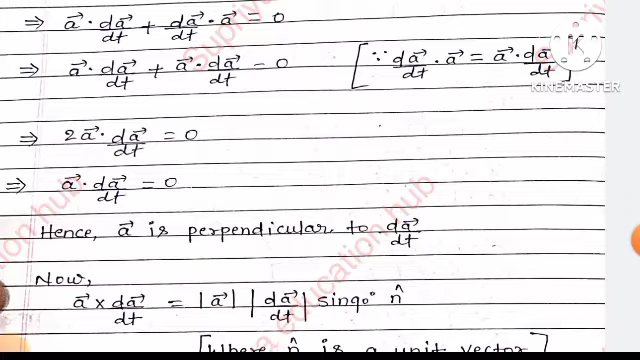 ⇒ a⃗ · da⃗/dt + da⃗/dt · a⃗ = 0
⇒ a⃗ · da⃗/dt + a⃗ · da⃗/dt = 0 [∵ da⃗/dt · a⃗ = a⃗ · da⃗/dt]
KINEMASTER
⇒ 2a⃗ · da⃗/dt = 0
⇒ a⃗ · da⃗/dt = 0
Hence, a⃗ is perpendicular to da⃗/dt
Now,
a⃗ × da⃗/dt = |a⃗| |da⃗/dt| sin90° n̂
[Where n̂ is a unit vector]
education hub